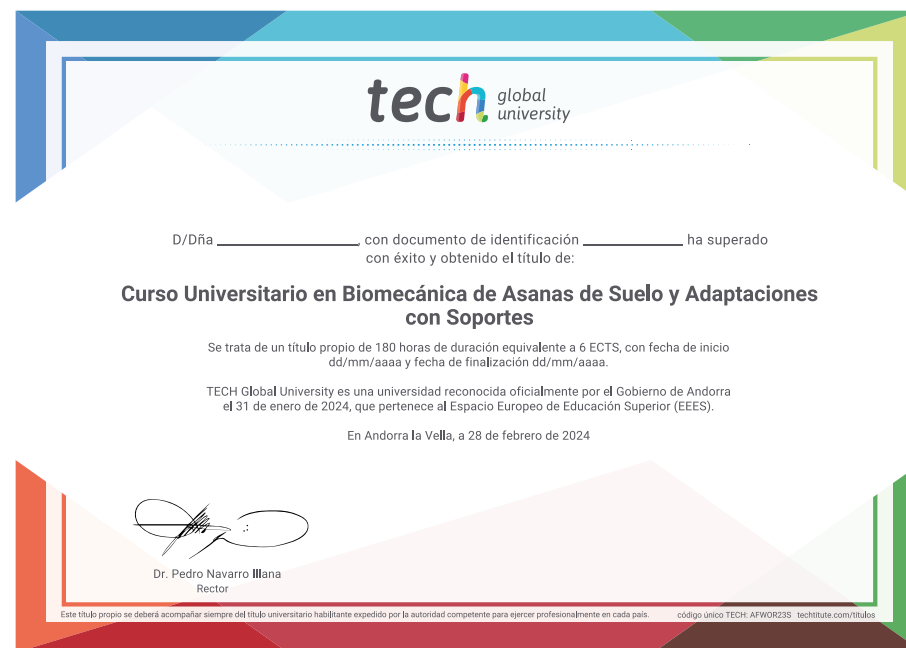 tech global university
D/Dña ____________________, con documento de identificación ______________ ha superado
con éxito y obtenido el título de:
Curso Universitario en Biomecánica de Asanas de Suelo y Adaptaciones
con Soportes
Se trata de un título propio de 180 horas de duración equivalente a 6 ECTS, con fecha de inicio
dd/mm/aaaa y fecha de finalización dd/mm/aaaa.
TECH Global University es una universidad reconocida oficialmente por el Gobierno de Andorra
el 31 de enero de 2024, que pertenece al Espacio Europeo de Educación Superior (EEES).
En Andorra la Vella, a 28 de febrero de 2024
Dr. Pedro Navarro Illana
Rector
Este título propio se deberá acompañar siempre del título universitario habilitante expedido por la autoridad competente para ejercer profesionalmente en cada país. código único TECH: AFWOR23S techtitute.com/títulos